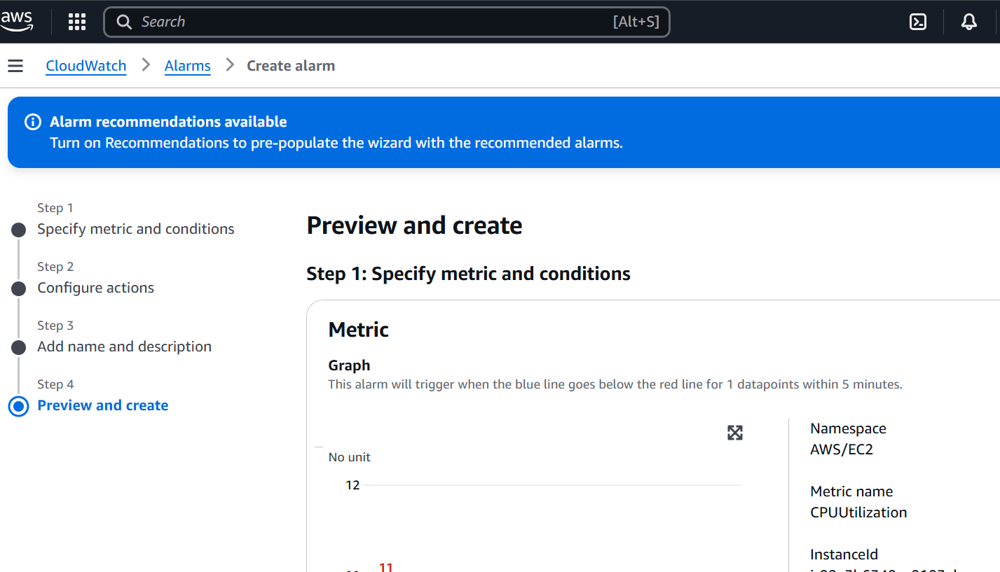 aws
Search [Alt+S]
CloudWatch Alarms Create alarm
Alarm recommendations available
Turn on Recommendations to pre-populate the wizard with the recommended alarms.
Step 1
Specify metric and conditions
Step 2
Configure actions
Step 3
Add name and description
Step 4
Preview and create
Preview and create
Step 1: Specify metric and conditions
Metric
Graph
This alarm will trigger when the blue line goes below the red line for 1 datapoints within 5 minutes.
No unit
12
11
Namespace
AWS/EC2
Metric name
CPUUtilization
InstanceId